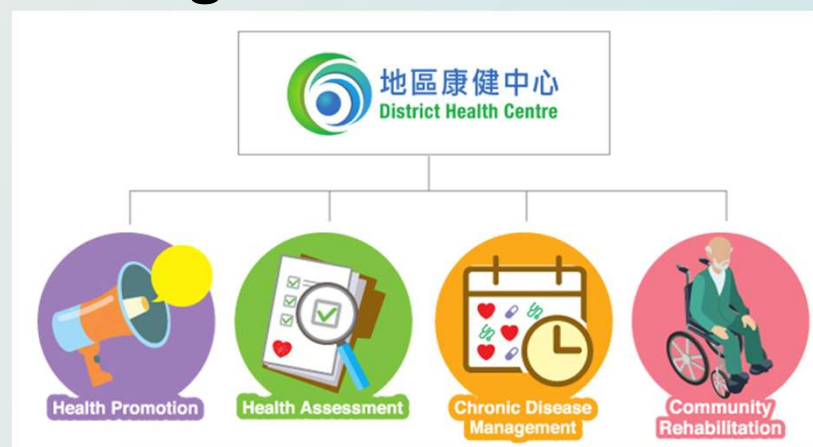 地區康健中心
District Health Centre
Health Promotion
Health Assessment
Chronic Disease
Management
Community
Rehabilitation